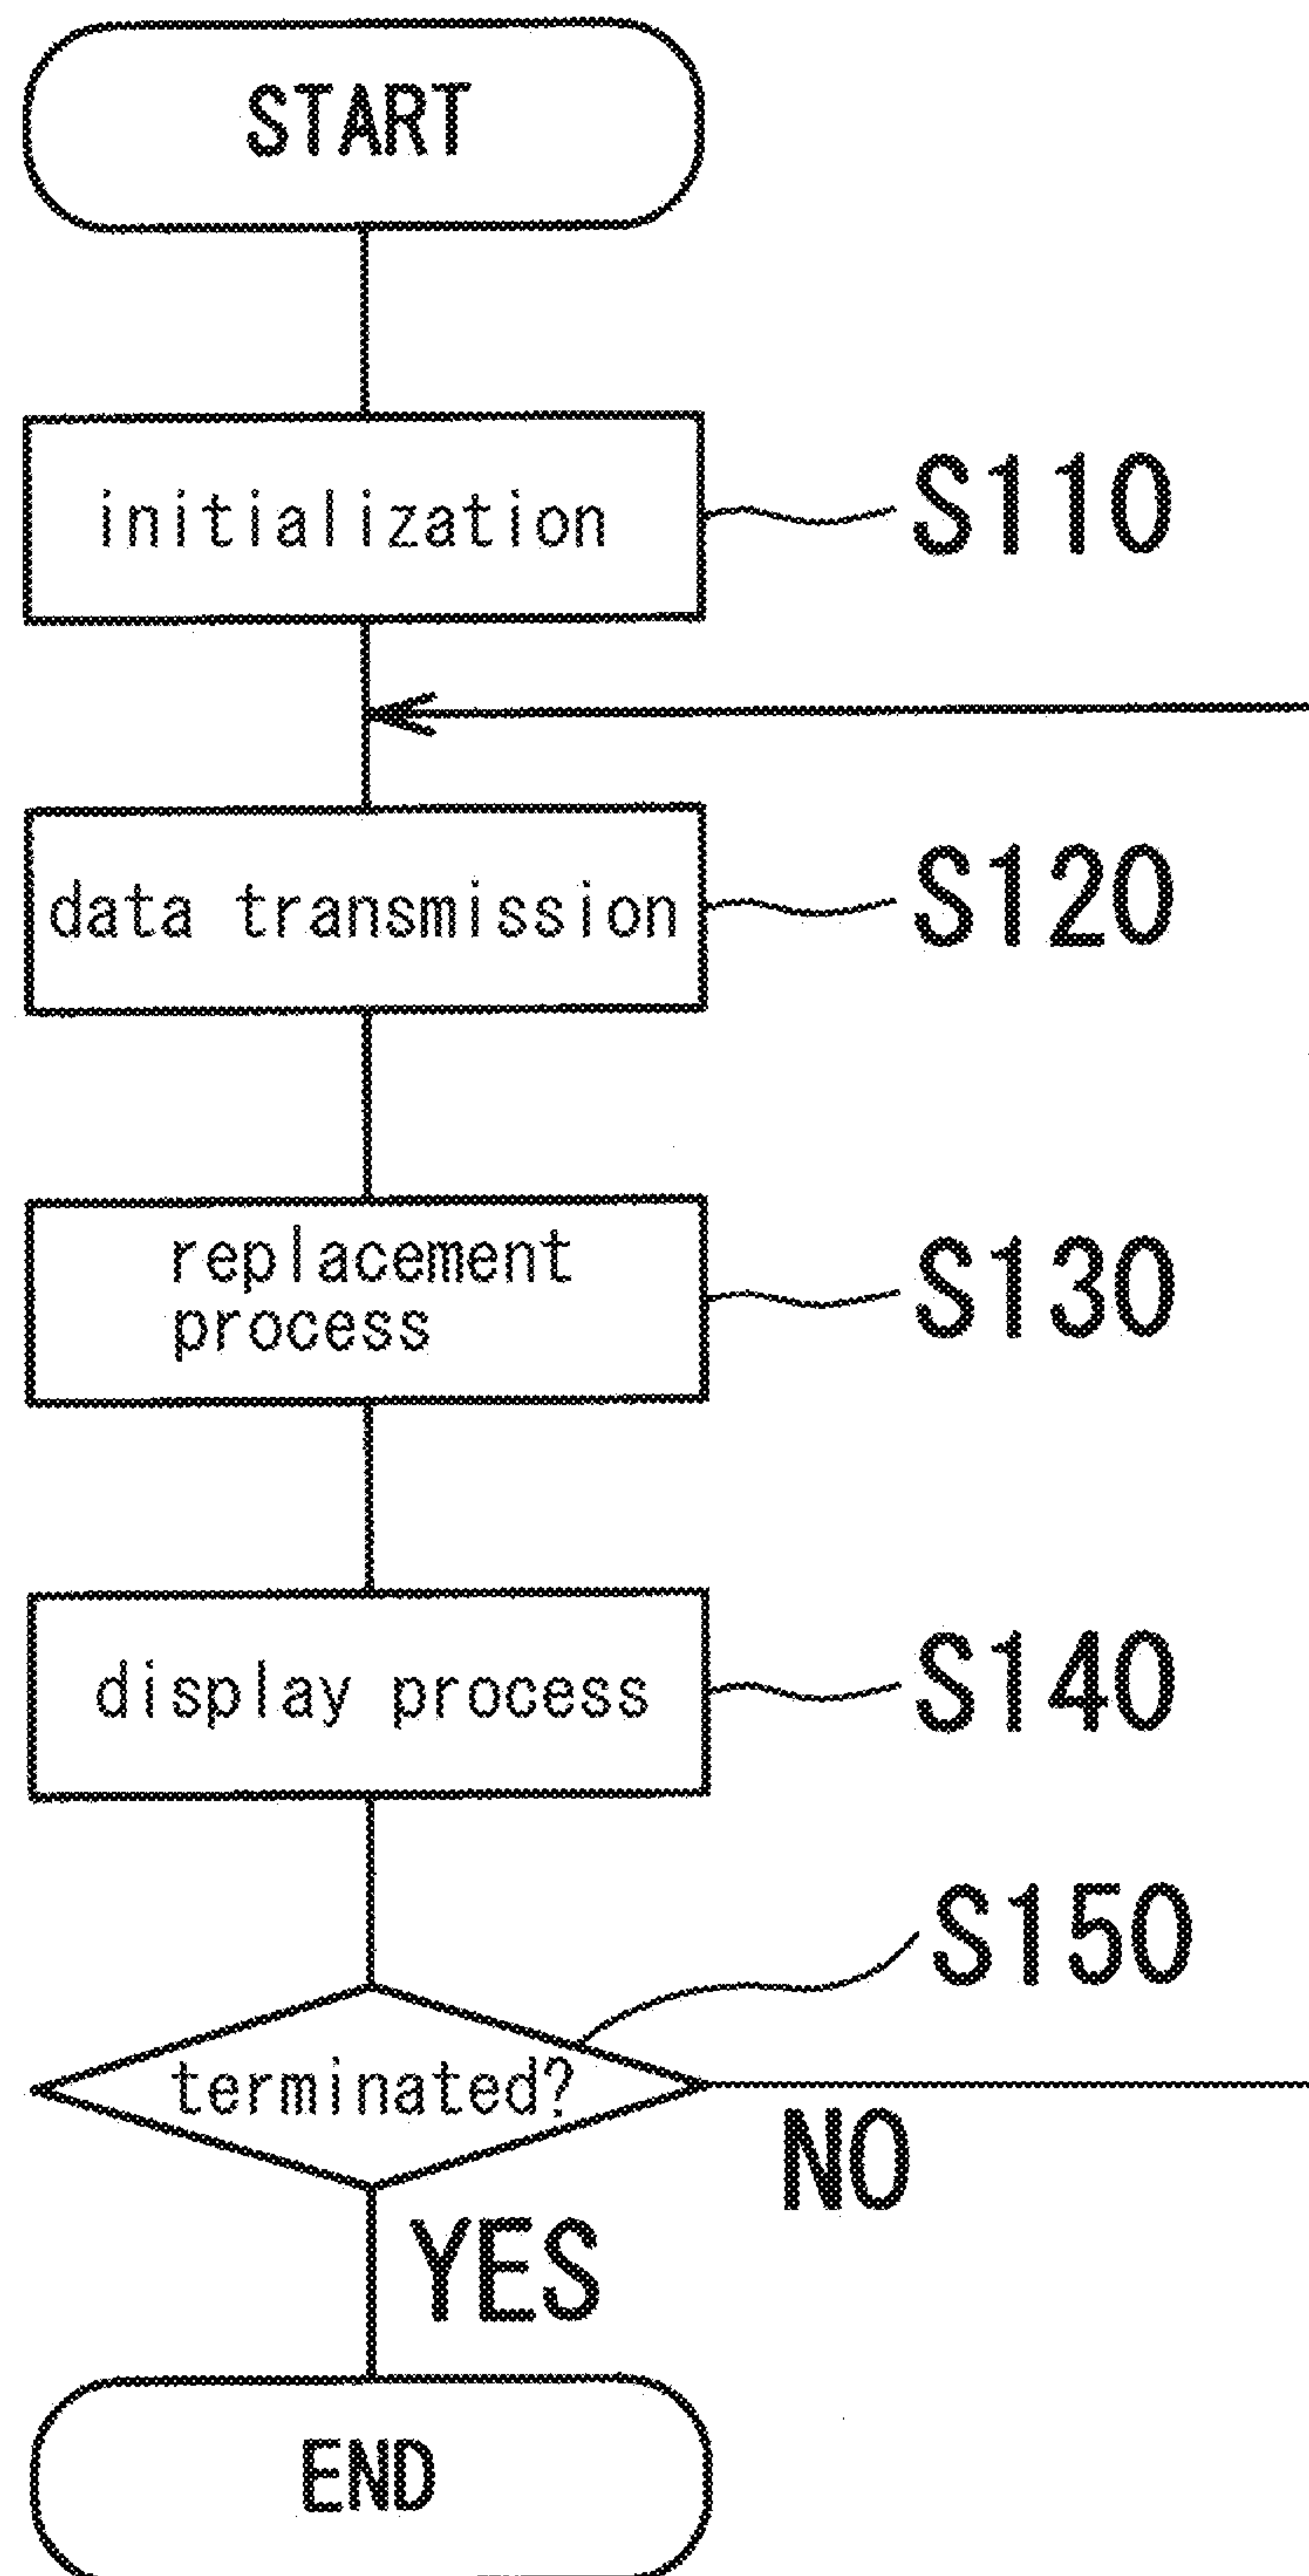 START
initialization
S110
data transmission
S120
replacement
process
S130
display process
S140
S150
terminated?
NO
YES
END